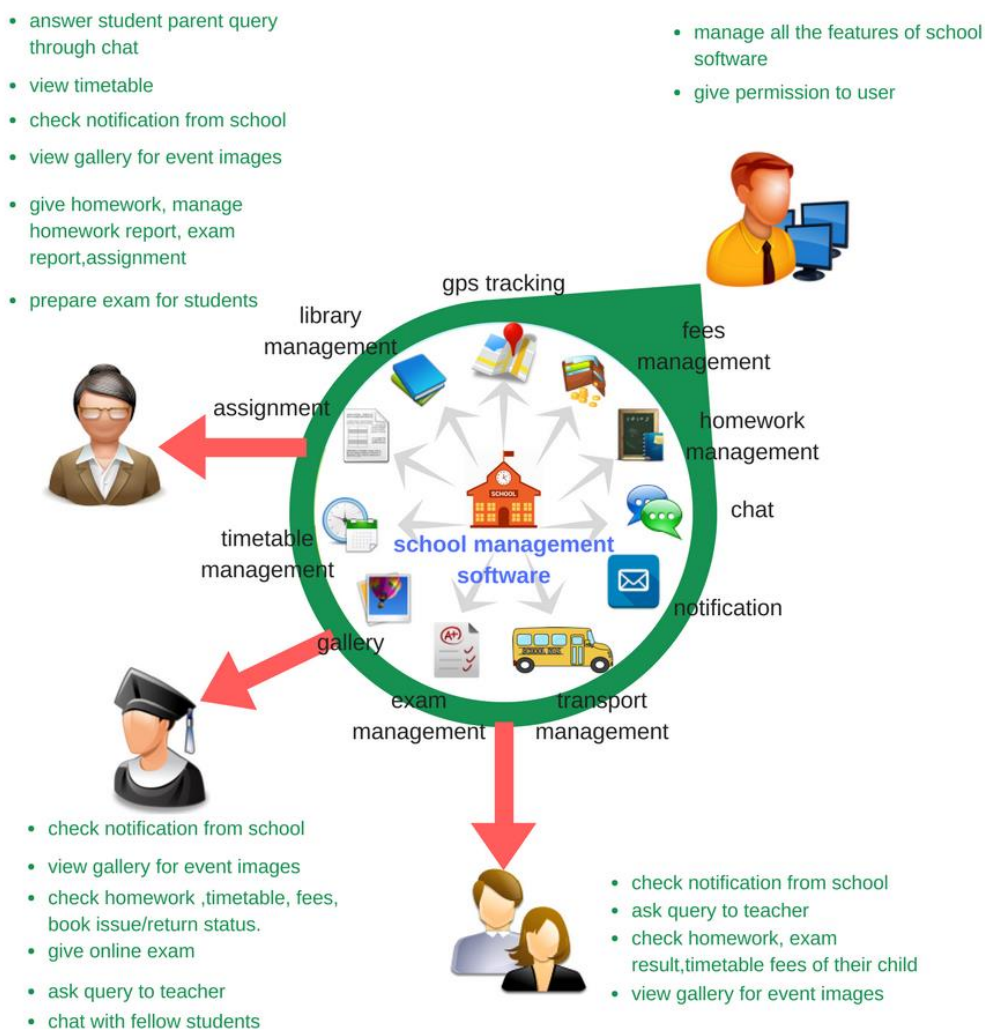 • answer student parent query
through chat
• view timetable
• check notification from school
• view gallery for event images
• give homework, manage
homework report, exam
report,assignment
• prepare exam for students
• manage all the features of school
software
• give permission to user
gps tracking
library
management
fees
management
assignment
homework
management
SCHOOL
chat
timetable
management
school management
software
notification
gallery
A+
SCHOOL BUS
exam
management
transport
management
• check notification from school
• view gallery for event images
• check homework ,timetable, fees,
book issue/return status.
• give online exam
• ask query to teacher
• chat with fellow students
• check notification from school
• ask query to teacher
• check homework, exam
result,timetable fees of their child
• view gallery for event images